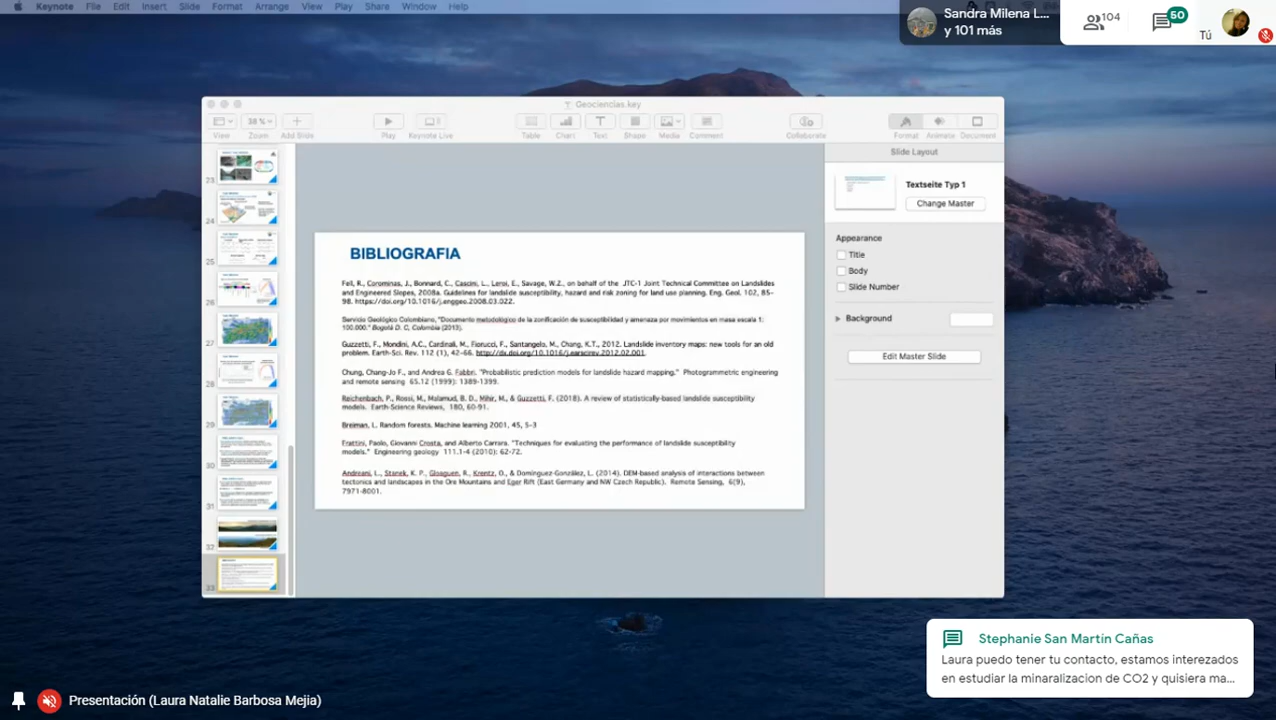 Keynote File Edit Insert Slide Format Arrange View Play Share Window Help
Sandra Milena L...
y 101 más
104
50
Tú
Geociencias.key
38 %
View Zoom Add Slide Play Keynote Live Table Chart Text Shape Media Comment Collaborate Format Animate Document
Slide Layout
Textseite Typ 1
Change Master
Appearance
Title
Body
Slide Number
Background
Edit Master Slide
23
24
25
26
27
28
29
30
31
32
33
BIBLIOGRAFIA
Fell, R., Corominas, J., Bonnard, C., Cascini, L., Leroi, E., Savage, W.Z., on behalf of the JTC-1 Joint Technical Committee on Landslides
and Engineered Slopes, 2008a. Guidelines for landslide susceptibility, hazard and risk zoning for land use planning. Eng. Geol. 102, 85-
98. https://doi.org/10.1016/j.enggeo.2008.03.022.
Servicio Geológico Colombiano, "Documento metodológico de la zonificación de susceptibilidad y amenaza por movimientos en masa escala 1:
100.000." Bogotá D. C, Colombia (2013).
Guzzetti, F., Mondini, A.C., Cardinali, M., Fiorucci, F., Santangelo, M., Chang, K.T., 2012. Landslide inventory maps: new tools for an old
problem. Earth-Sci. Rev. 112 (1), 42-66. http://dx.doi.org/10.1016/j.earscirev.2012.02.001.
Chung, Chang-Jo F., and Andrea G. Fabbri. "Probabilistic prediction models for landslide hazard mapping." Photogrammetric engineering
and remote sensing 65.12 (1999): 1389-1399.
Reichenbach, P., Rossi, M., Malamud, B. D., Mihir, M., & Guzzetti, F. (2018). A review of statistically-based landslide susceptibility
models. Earth-Science Reviews, 180, 60-91.
Breiman, L. Random forests. Machine learning 2001, 45, 5-3
Frattini, Paolo, Giovanni Crosta, and Alberto Carrara. "Techniques for evaluating the performance of landslide susceptibility
models." Engineering geology 111.1-4 (2010): 62-72.
Andreani, L., Stanek, K. P., Gloaguen, R., Krentz, O., & Domínguez-González, L. (2014). DEM-based analysis of interactions between
tectonics and landscapes in the Ore Mountains and Eger Rift (East Germany and NW Czech Republic). Remote Sensing, 6(9),
7971-8001.
Stephanie San Martin Cañas
Laura puedo tener tu contacto, estamos interezados
en estudiar la minaralizacion de CO2 y quisiera ma...
Presentación (Laura Natalie Barbosa Mejia)